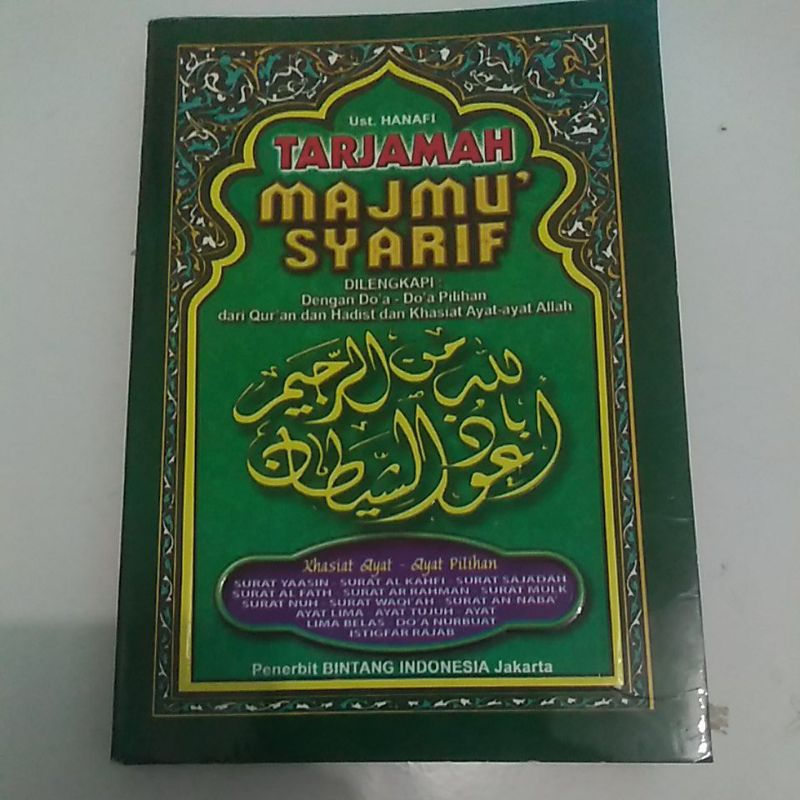 Ust. HANAFI
TARJAMAH
MAJMU'
SYARIF
DILENGKAPI :
Dengan Do'a - Do'a Pilihan
dari Qur'an dan Hadist dan Khasiat Ayat-ayat Allah
أعوذ بالله من الشيطان الرجيم
Khasiat Ayat - Ayat Pilihan
SURAT YAASIN - SURAT AL KAHFI - SURAT SAJADAH
SURAT AL FATH - SURAT AR RAHMAN - SURAT MULK
SURAT NUH - SURAT WAQI'AH - SURAT AN-NABA'
AYAT LIMA - AYAT TUJUH - AYAT
LIMA BELAS - DO'A NURBUAT
ISTIGFAR RAJAB
Penerbit BINTANG INDONESIA Jakarta